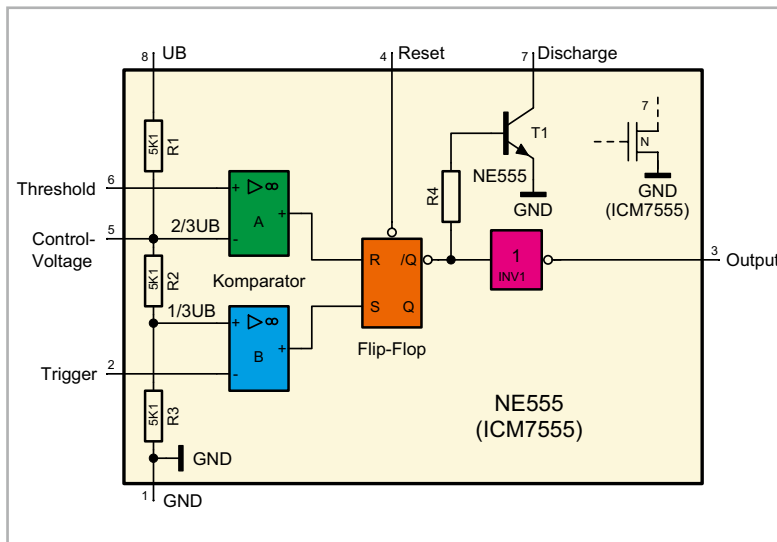 8 UB
4 Reset
7 Discharge
5K1 R1
T1
7
N
NE555
R4
GND
GND
(ICM7555)
6
Threshold
+ ▷ ∞
A
+
-
5
Control-
Voltage
2/3UB
Komparator
R /Q
S Q
Flip-Flop
1
INV1
3
Output
5K1 R2
1/3UB
+ ▷ ∞
B
+
-
2
Trigger
5K1 R3
GND
1 GND
NE555
(ICM7555)